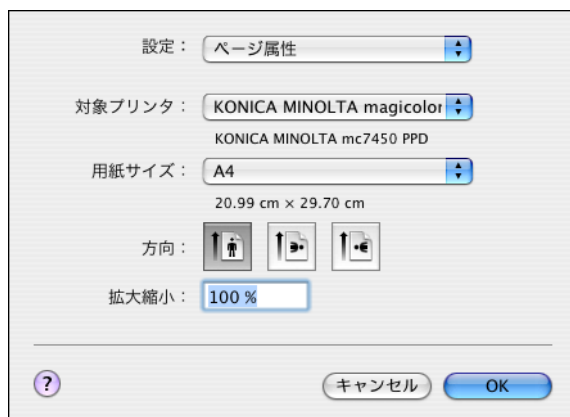 設定： ページ属性
対象プリンタ： KONICA MINOLTA magicolor
KONICA MINOLTA mc7450 PPD
用紙サイズ： A4
20.99 cm × 29.70 cm
方向：
拡大縮小： 100 %
? キャンセル OK